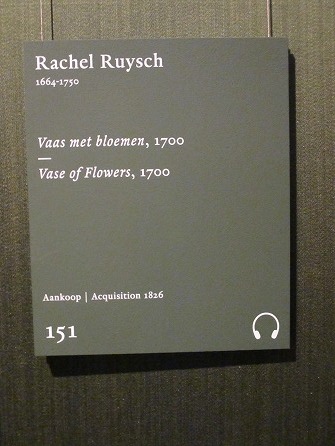 Rachel Ruysch
1664-1750
Vaas met bloemen, 1700
—
Vase of Flowers, 1700
Aankoop | Acquisition 1826
151